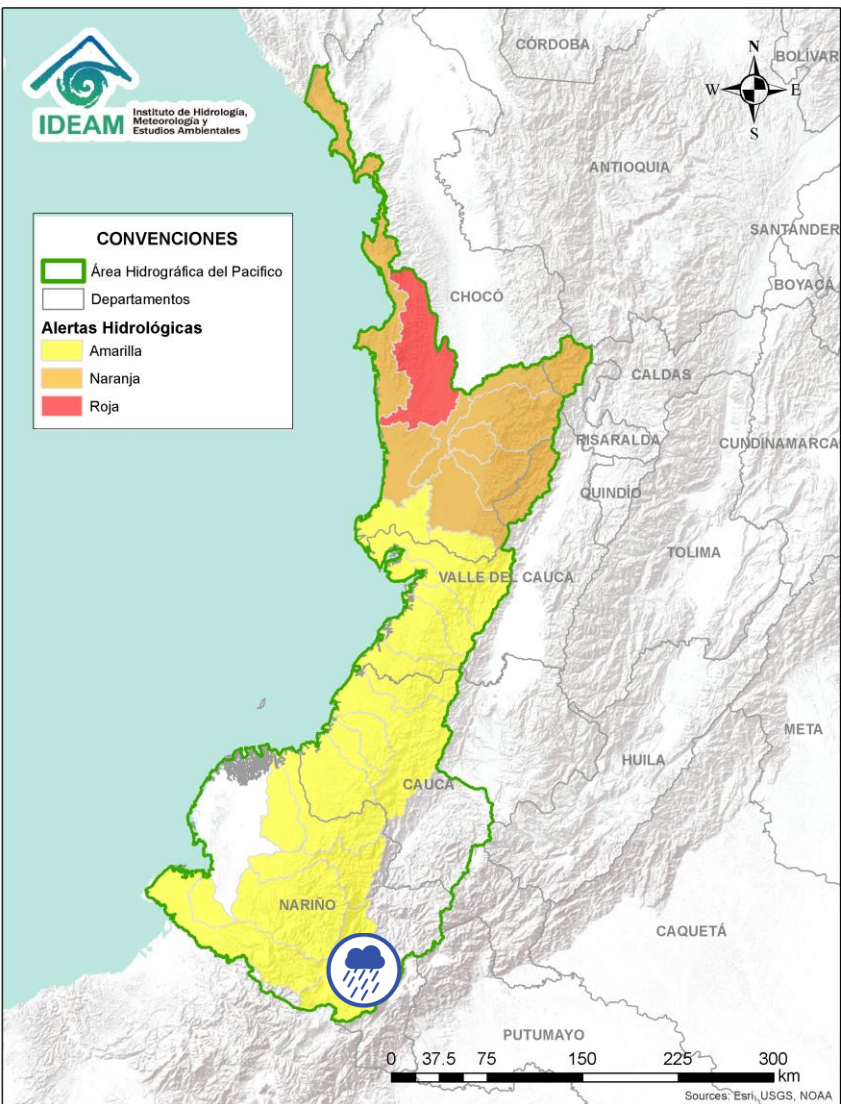 IDEAM
Instituto de Hidrología,
Meteorología y
Estudios Ambientales
CONVENCIONES
Área Hidrográfica del Pacifico
Departamentos
Alertas Hidrológicas
Amarilla
Naranja
Roja
N
W
E
S
CÓRDOBA
BOLÍVAR
ANTIOQUIA
SANTANDER
BOYACÁ
CHOCÓ
CALDAS
RISARALDA
CUNDINAMARCA
QUINDÍO
TOLIMA
VALLE DEL CAUCA
META
HUILA
CAUCA
NARIÑO
CAQUETÁ
PUTUMAYO
0 37.5 75 150 225 300
km
Sources: Esri, USGS, NOAA